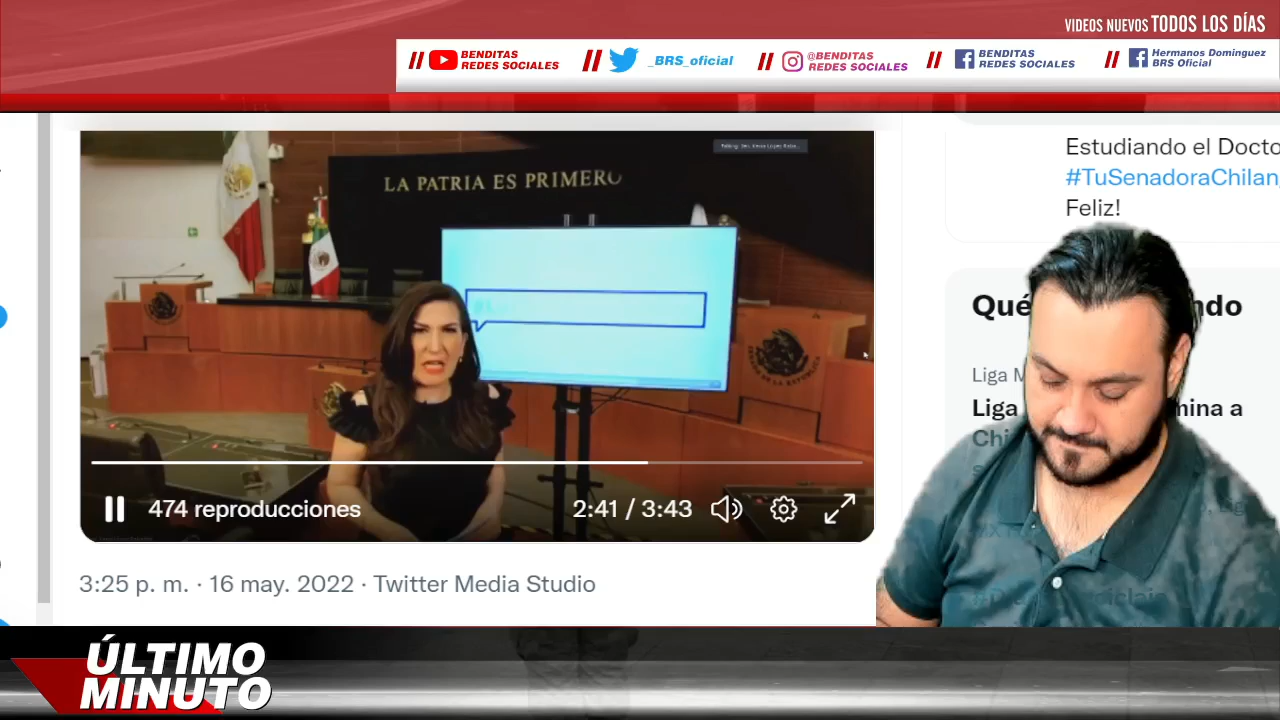 VIDEOS NUEVOS TODOS LOS DÍAS
BENDITAS
REDES SOCIALES
_BRS_oficial
@BENDITAS
REDES SOCIALES
BENDITAS
REDES SOCIALES
Hermanos Dominguez
BRS Oficial
LA PATRIA ES PRIMERO
Estudiando el Docto
#TuSenadoraChilan
Feliz!
Qué
ndo
Liga M
Liga
mina a
Chi
474 reproducciones
2:41 / 3:43
3:25 p. m. · 16 may. 2022 · Twitter Media Studio
ÚLTIMO
MINUTO